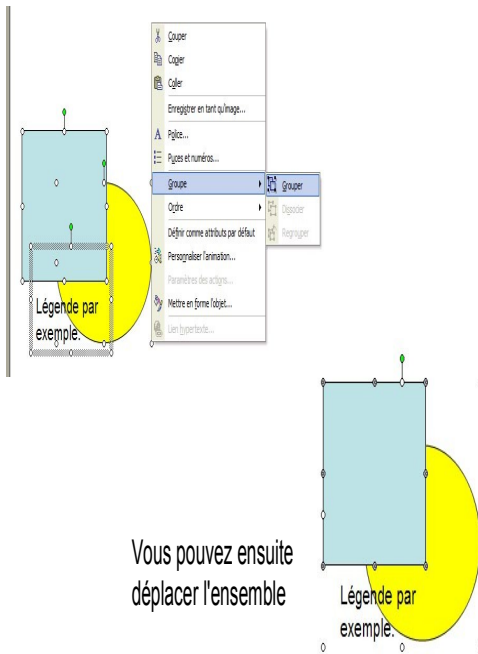 Couper
Copier
Coller
Enregistrer en tant qu'image...
Police...
Puces et numéros...
Groupe
Grouper
Ordre
Dissocier
Regrouper
Définir comme attributs par défaut
Personnaliser l'animation...
Paramètres des actions...
Mettre en forme l'objet...
Lien hypertexte...
Légende par
exemple.
Vous pouvez ensuite
déplacer l'ensemble
Légende par
exemple.